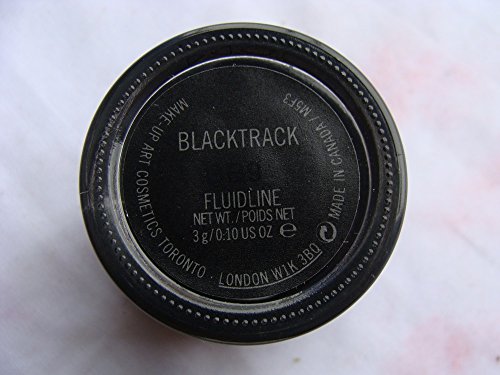 BLACKTRACK
FLUIDLINE
NET WT./POIDS NET
3 g/0.10 US OZ ℮
MAKE-UP ART COSMETICS TORONTO · LONDON W1K 3BQ
MADE IN CANADA / M5F3